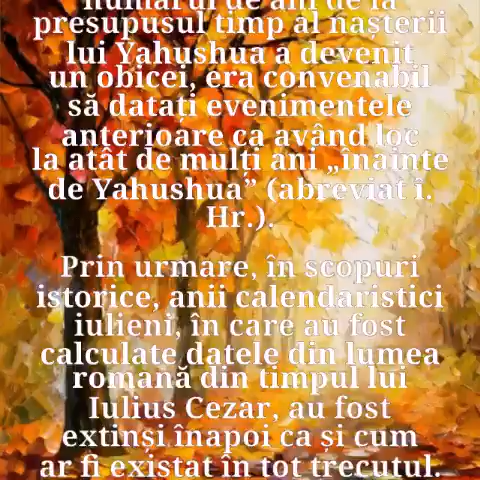 numărul de ani de la
presupusul timp al nașterii
lui Yahushua a devenit
un obicei, era convenabil
să datați evenimentele
anterioare ca având loc
la atât de mulți ani „înainte
de Yahushua” (abreviat î.
Hr.).
Prin urmare, în scopuri
istorice, anii calendaristici
iulieni, în care au fost
calculate datele din lumea
romană din timpul lui
Iulius Cezar, au fost
extinși înapoi ca și cum
ar fi existat în tot trecutul.